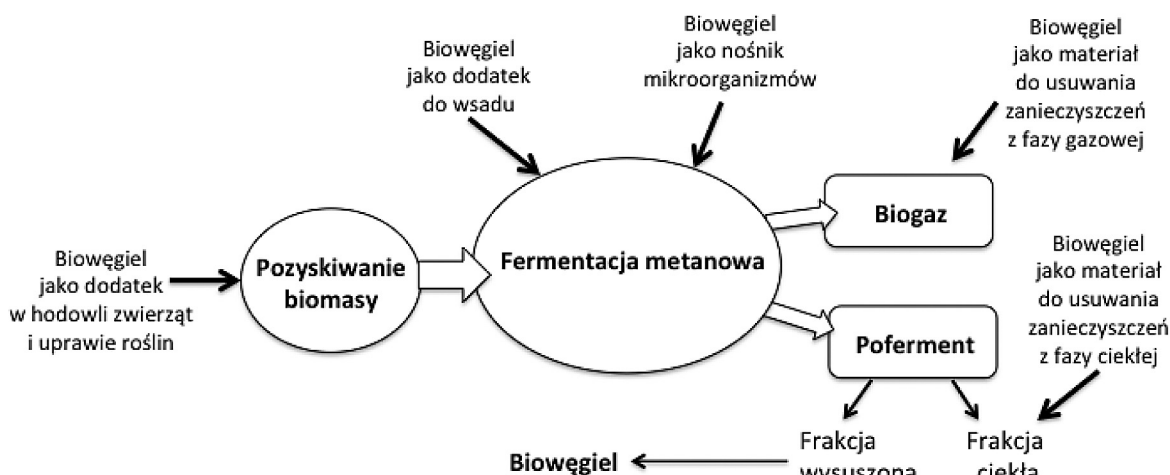 Biowęgiel
jako dodatek
w hodowli zwierząt
i uprawie roślin
Pozyskiwanie
biomasy
Biowęgiel
jako dodatek
do wsadu
Biowęgiel
jako nośnik
mikroorganizmów
Fermentacja metanowa
Biowęgiel
jako materiał
do usuwania
zanieczyszczeń
z fazy gazowej
Biogaz
Biowęgiel
jako materiał
do usuwania
zanieczyszczeń
z fazy ciekłej
Poferment
Frakcja
wysuszona
Frakcja
ciekła
Biowęgiel